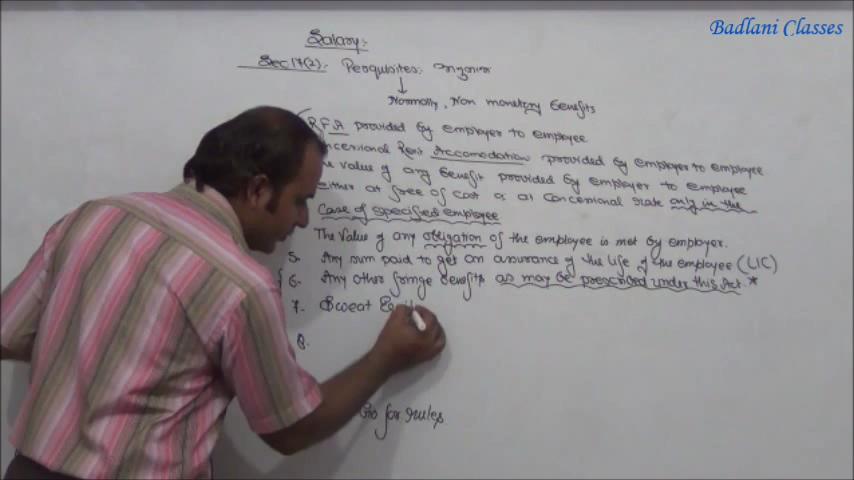 Badlani Classes
Salary:-
Sec 17(2):- Perquisites:
Normally, Non monetary benefits
RFA provided by employer to employee
Concessional Rent Accomodation provided by employer to employee
value of any benefit provided by employer to employee
either at free of cost or at concessional rate only in the
case of specified employee
The value of any obligation of the employee is met by employer.
5. Any sum paid to get an assurance of the life of the employee (LIC)
6. Any other fringe benefits as may be prescribed under this Act. *
7. Sweat
8.
for rules